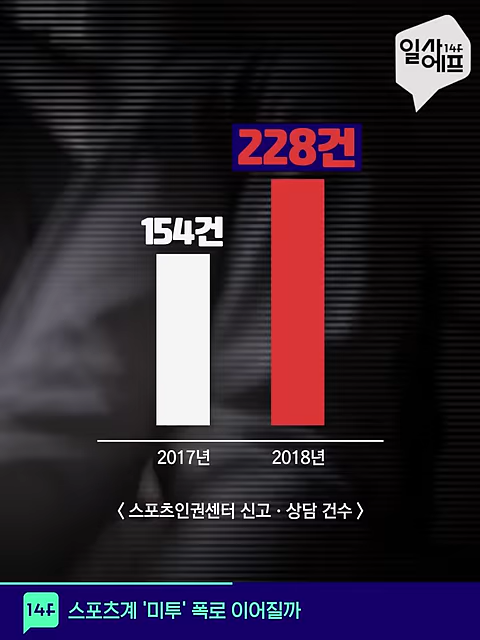 일사 14F
에프
228건
154건
2017년 2018년
〈 스포츠인권센터 신고 · 상담 건수 〉
14F 스포츠계 '미투' 폭로 이어질까